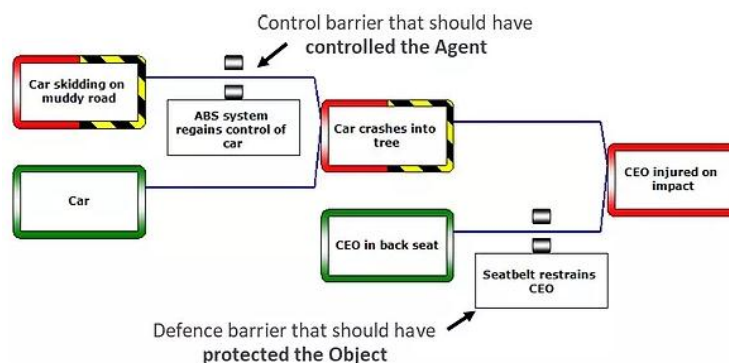 Control barrier that should have
controlled the Agent
Car skidding on
muddy road
ABS system
regains control of
car
Car crashes into
tree
Car
CEO injured on
impact
CEO in back seat
Seatbelt restrains
CEO
Defence barrier that should have
protected the Object